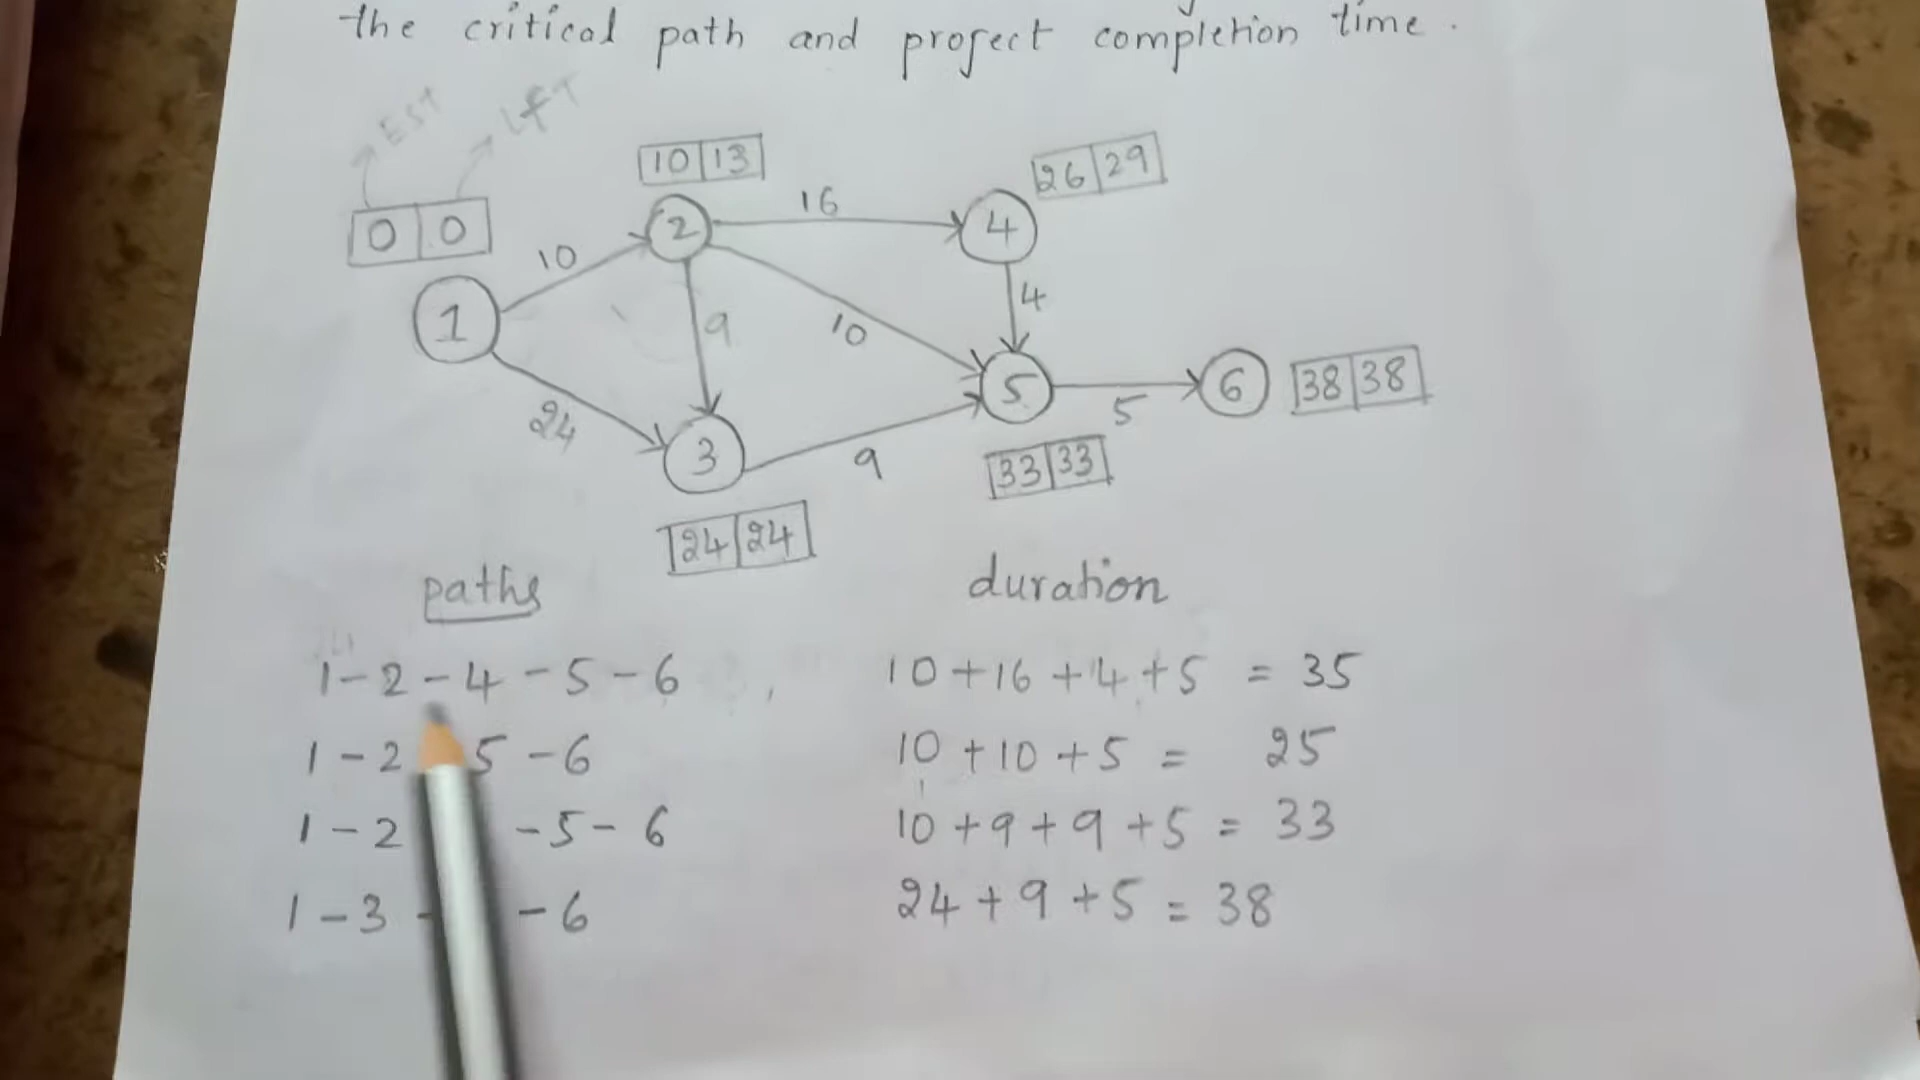 the critical path and project completion time.
EST LFT
10 13
26 29
0 0
16
10
2
4
1
9
10
4
5
6
38 38
24
3
9
5
33 33
24 24
paths duration
1-2-4-5-6 10+16+4+5 = 35
1-2 5-6 10+10+5 = 25
1-2 -5-6 10+9+9+5 = 33
1-3- -6 24+9+5 = 38